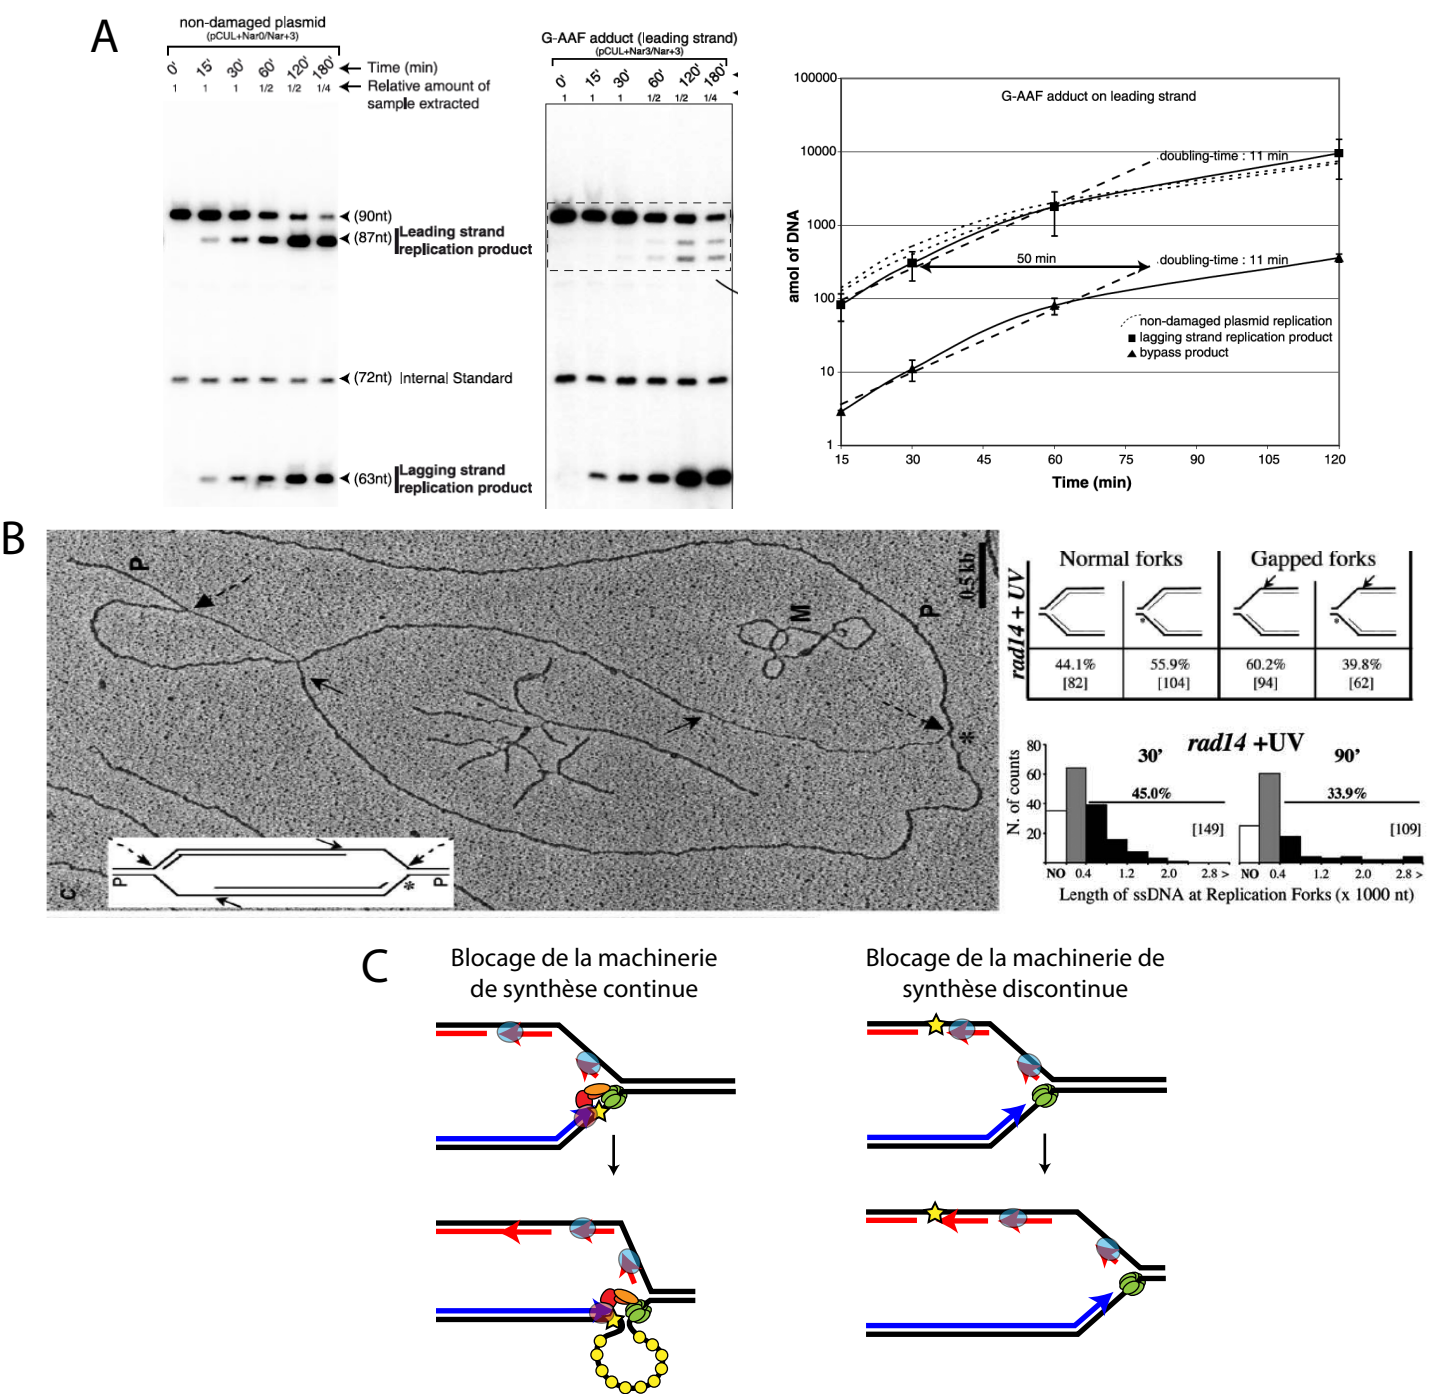 A
non-damaged plasmid
(pCUL+Nar0/Nar+3)
0' 15' 30' 60' 120' 180'
Time (min)
1 1 1 1/2 1/2 1/4
Relative amount of
sample extracted
(90nt)
(87nt)
Leading strand
replication product
(72nt) Internal Standard
(63nt)
Lagging strand
replication product
G-AAF adduct (leading strand)
(pCUL+Nar3/Nar+3)
0' 15' 30' 60' 120' 180'
1 1 1 1/2 1/2 1/4
G-AAF adduct on leading strand
100000
10000
1000
100
10
1
amol of DNA
doubling-time : 11 min
50 min
doubling-time : 11 min
non-damaged plasmid replication
lagging strand replication product
bypass product
15 30 45 60 75 90 105 120
Time (min)
B
P
M
P
0.5 kb
*
c
P
P
*
rad14 + UV
Normal forks
Gapped forks
*
*
44.1% 55.9% 60.2% 39.8%
[82] [104] [94] [62]
rad14 +UV
30'
90'
N. of counts
80
60
40
20
45.0%
33.9%
[149]
[109]
NO 0.4 1.2 2.0 2.8 >
NO 0.4 1.2 2.0 2.8 >
Length of ssDNA at Replication Forks (x 1000 nt)
C
Blocage de la machinerie
de synthèse continue
Blocage de la machinerie de
synthèse discontinue